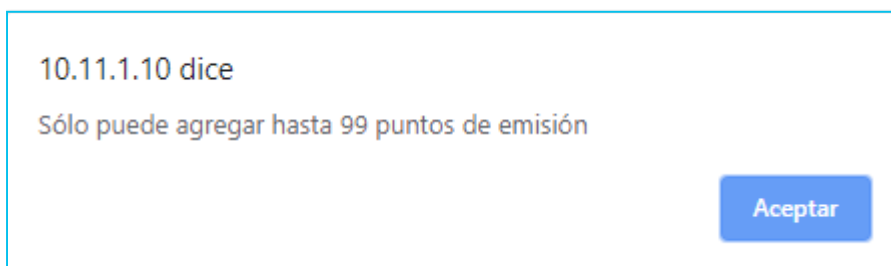 10.11.1.10 dice
Sólo puede agregar hasta 99 puntos de emisión
Aceptar